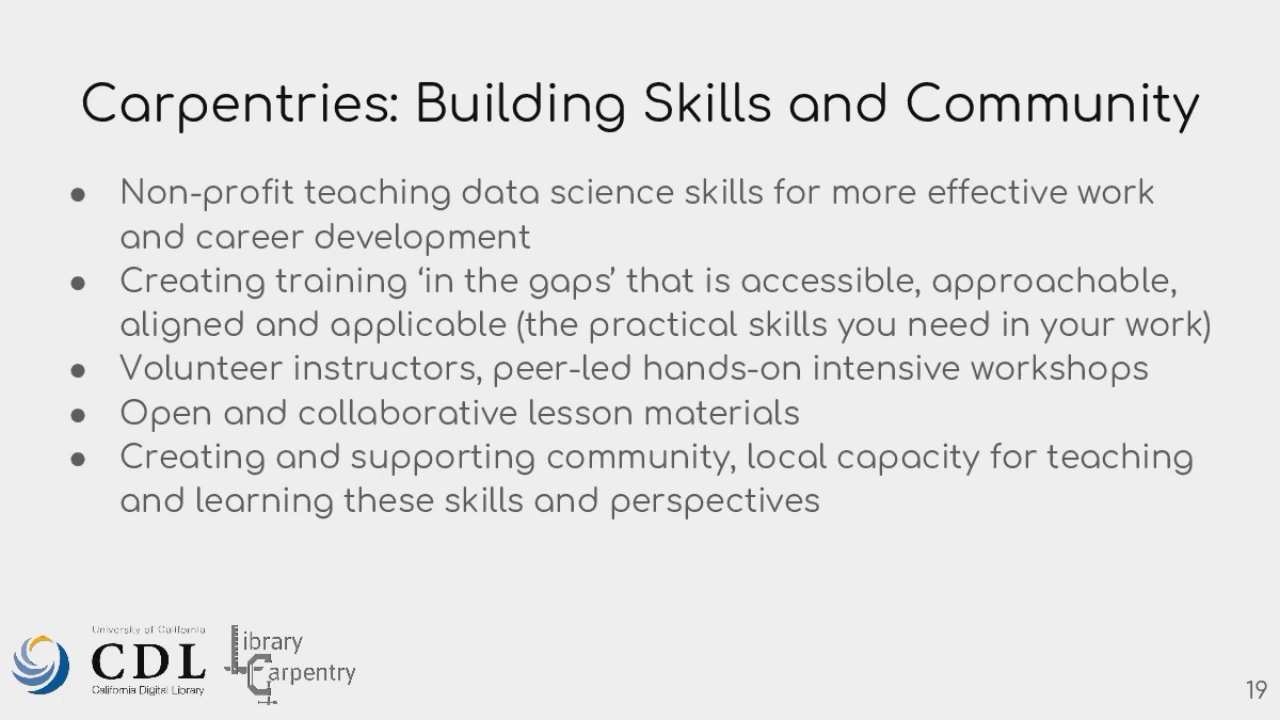 Carpentries: Building Skills and Community
● Non-profit teaching data science skills for more effective work
and career development
● Creating training ‘in the gaps’ that is accessible, approachable,
aligned and applicable (the practical skills you need in your work)
● Volunteer instructors, peer-led hands-on intensive workshops
● Open and collaborative lesson materials
● Creating and supporting community, local capacity for teaching
and learning these skills and perspectives
University of California
CDL
California Digital Library
Library
Carpentry
19